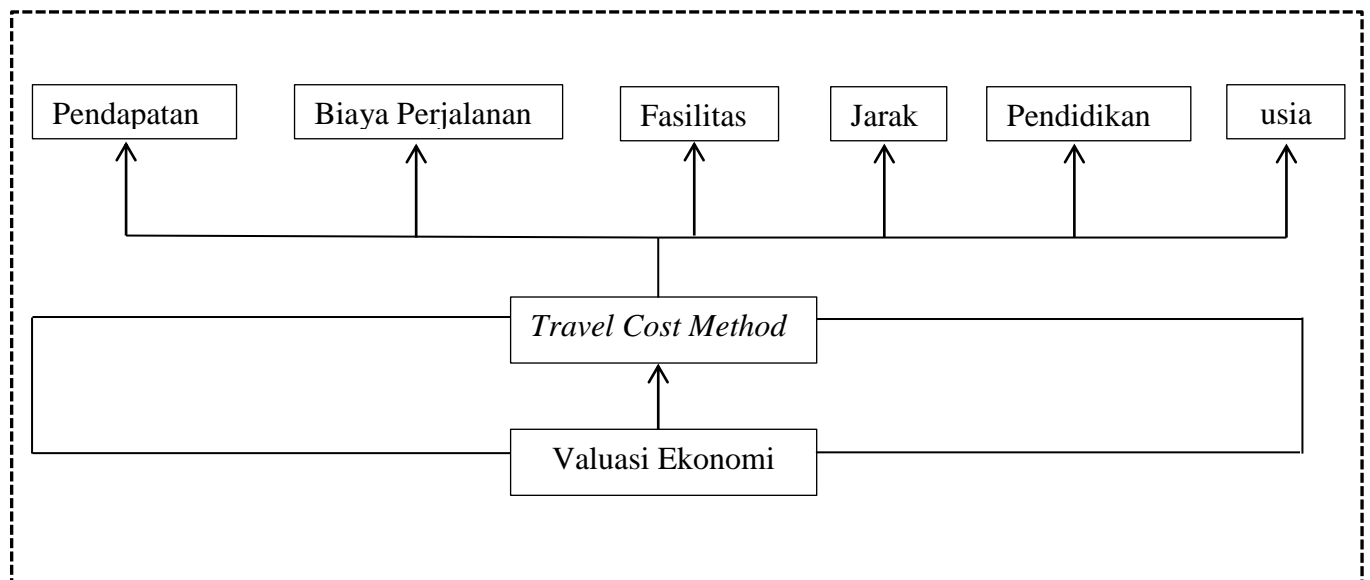 Pendapatan
Biaya Perjalanan
Fasilitas
Jarak
Pendidikan
usia
Travel Cost Method
Valuasi Ekonomi